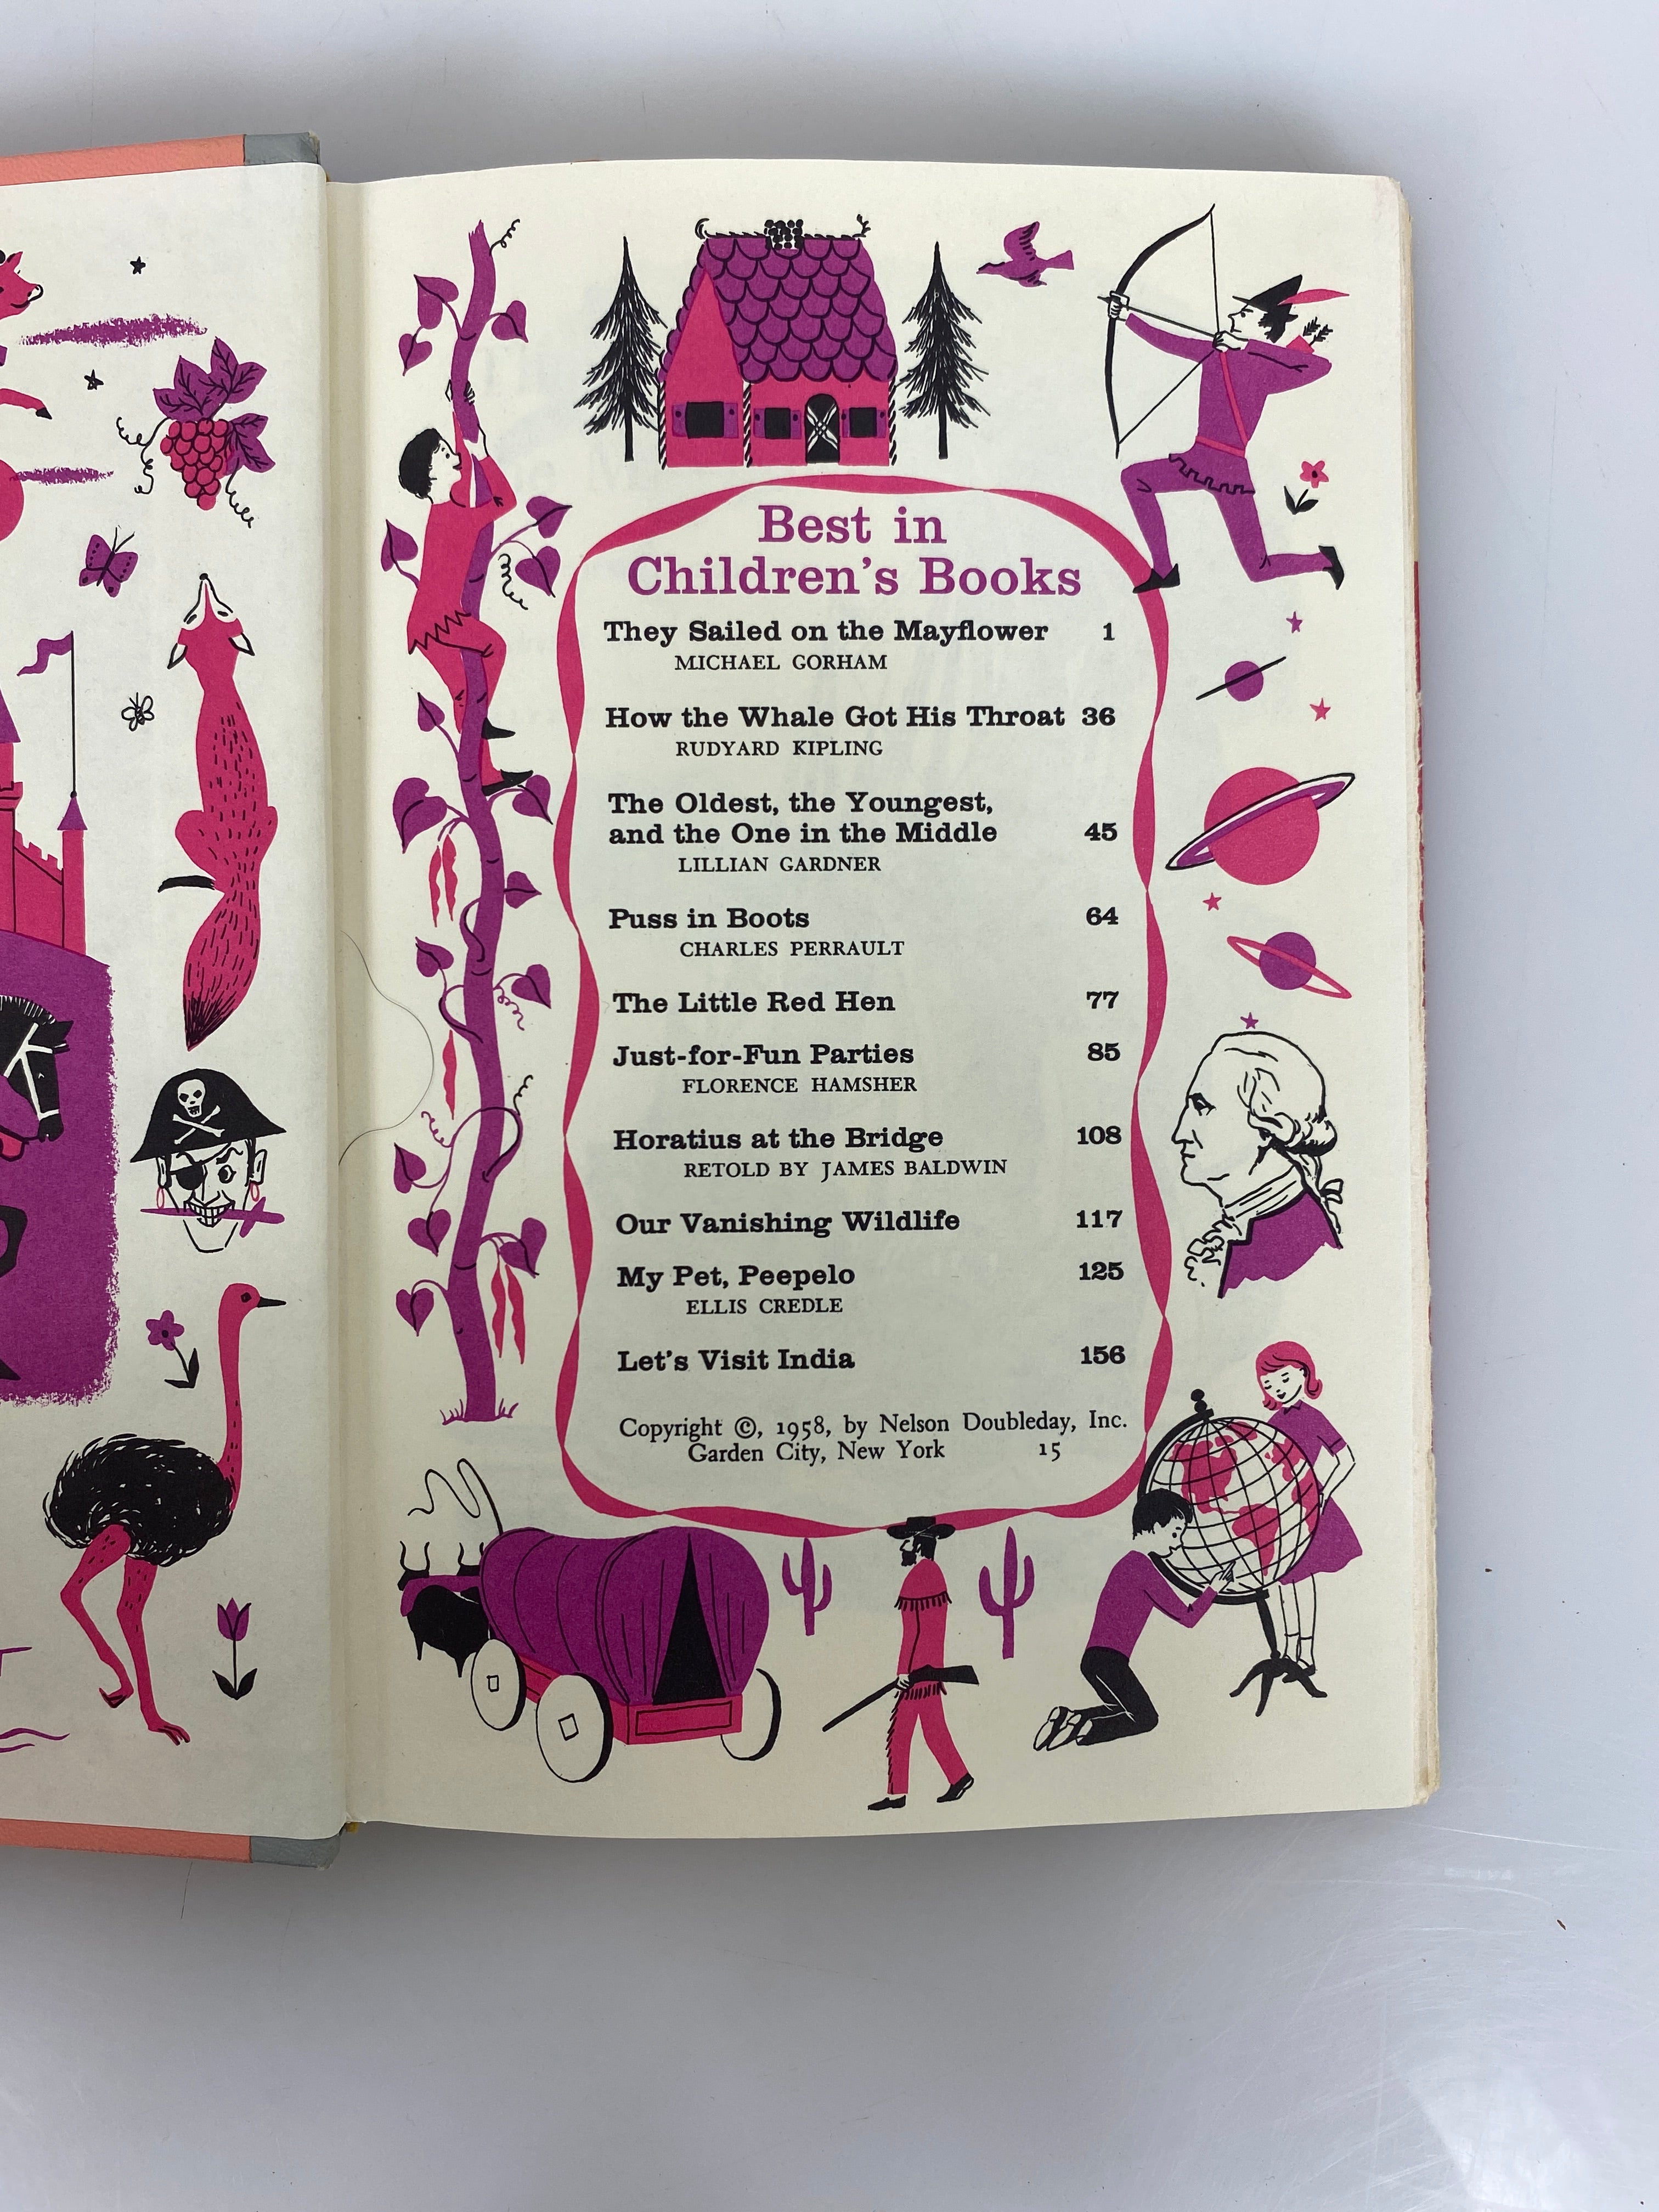 Best in
Children's Books
They Sailed on the Mayflower 1
MICHAEL GORHAM
How the Whale Got His Throat 36
RUDYARD KIPLING
The Oldest, the Youngest,
and the One in the Middle 45
LILLIAN GARDNER
Puss in Boots 64
CHARLES PERRAULT
The Little Red Hen 77
Just-for-Fun Parties 85
FLORENCE HAMSHER
Horatius at the Bridge 108
RETOLD BY JAMES BALDWIN
Our Vanishing Wildlife 117
My Pet, Peepelo 125
ELLIS CREDLE
Let's Visit India 156
Copyright ©, 1958, by Nelson Doubleday, Inc.
Garden City, New York 15